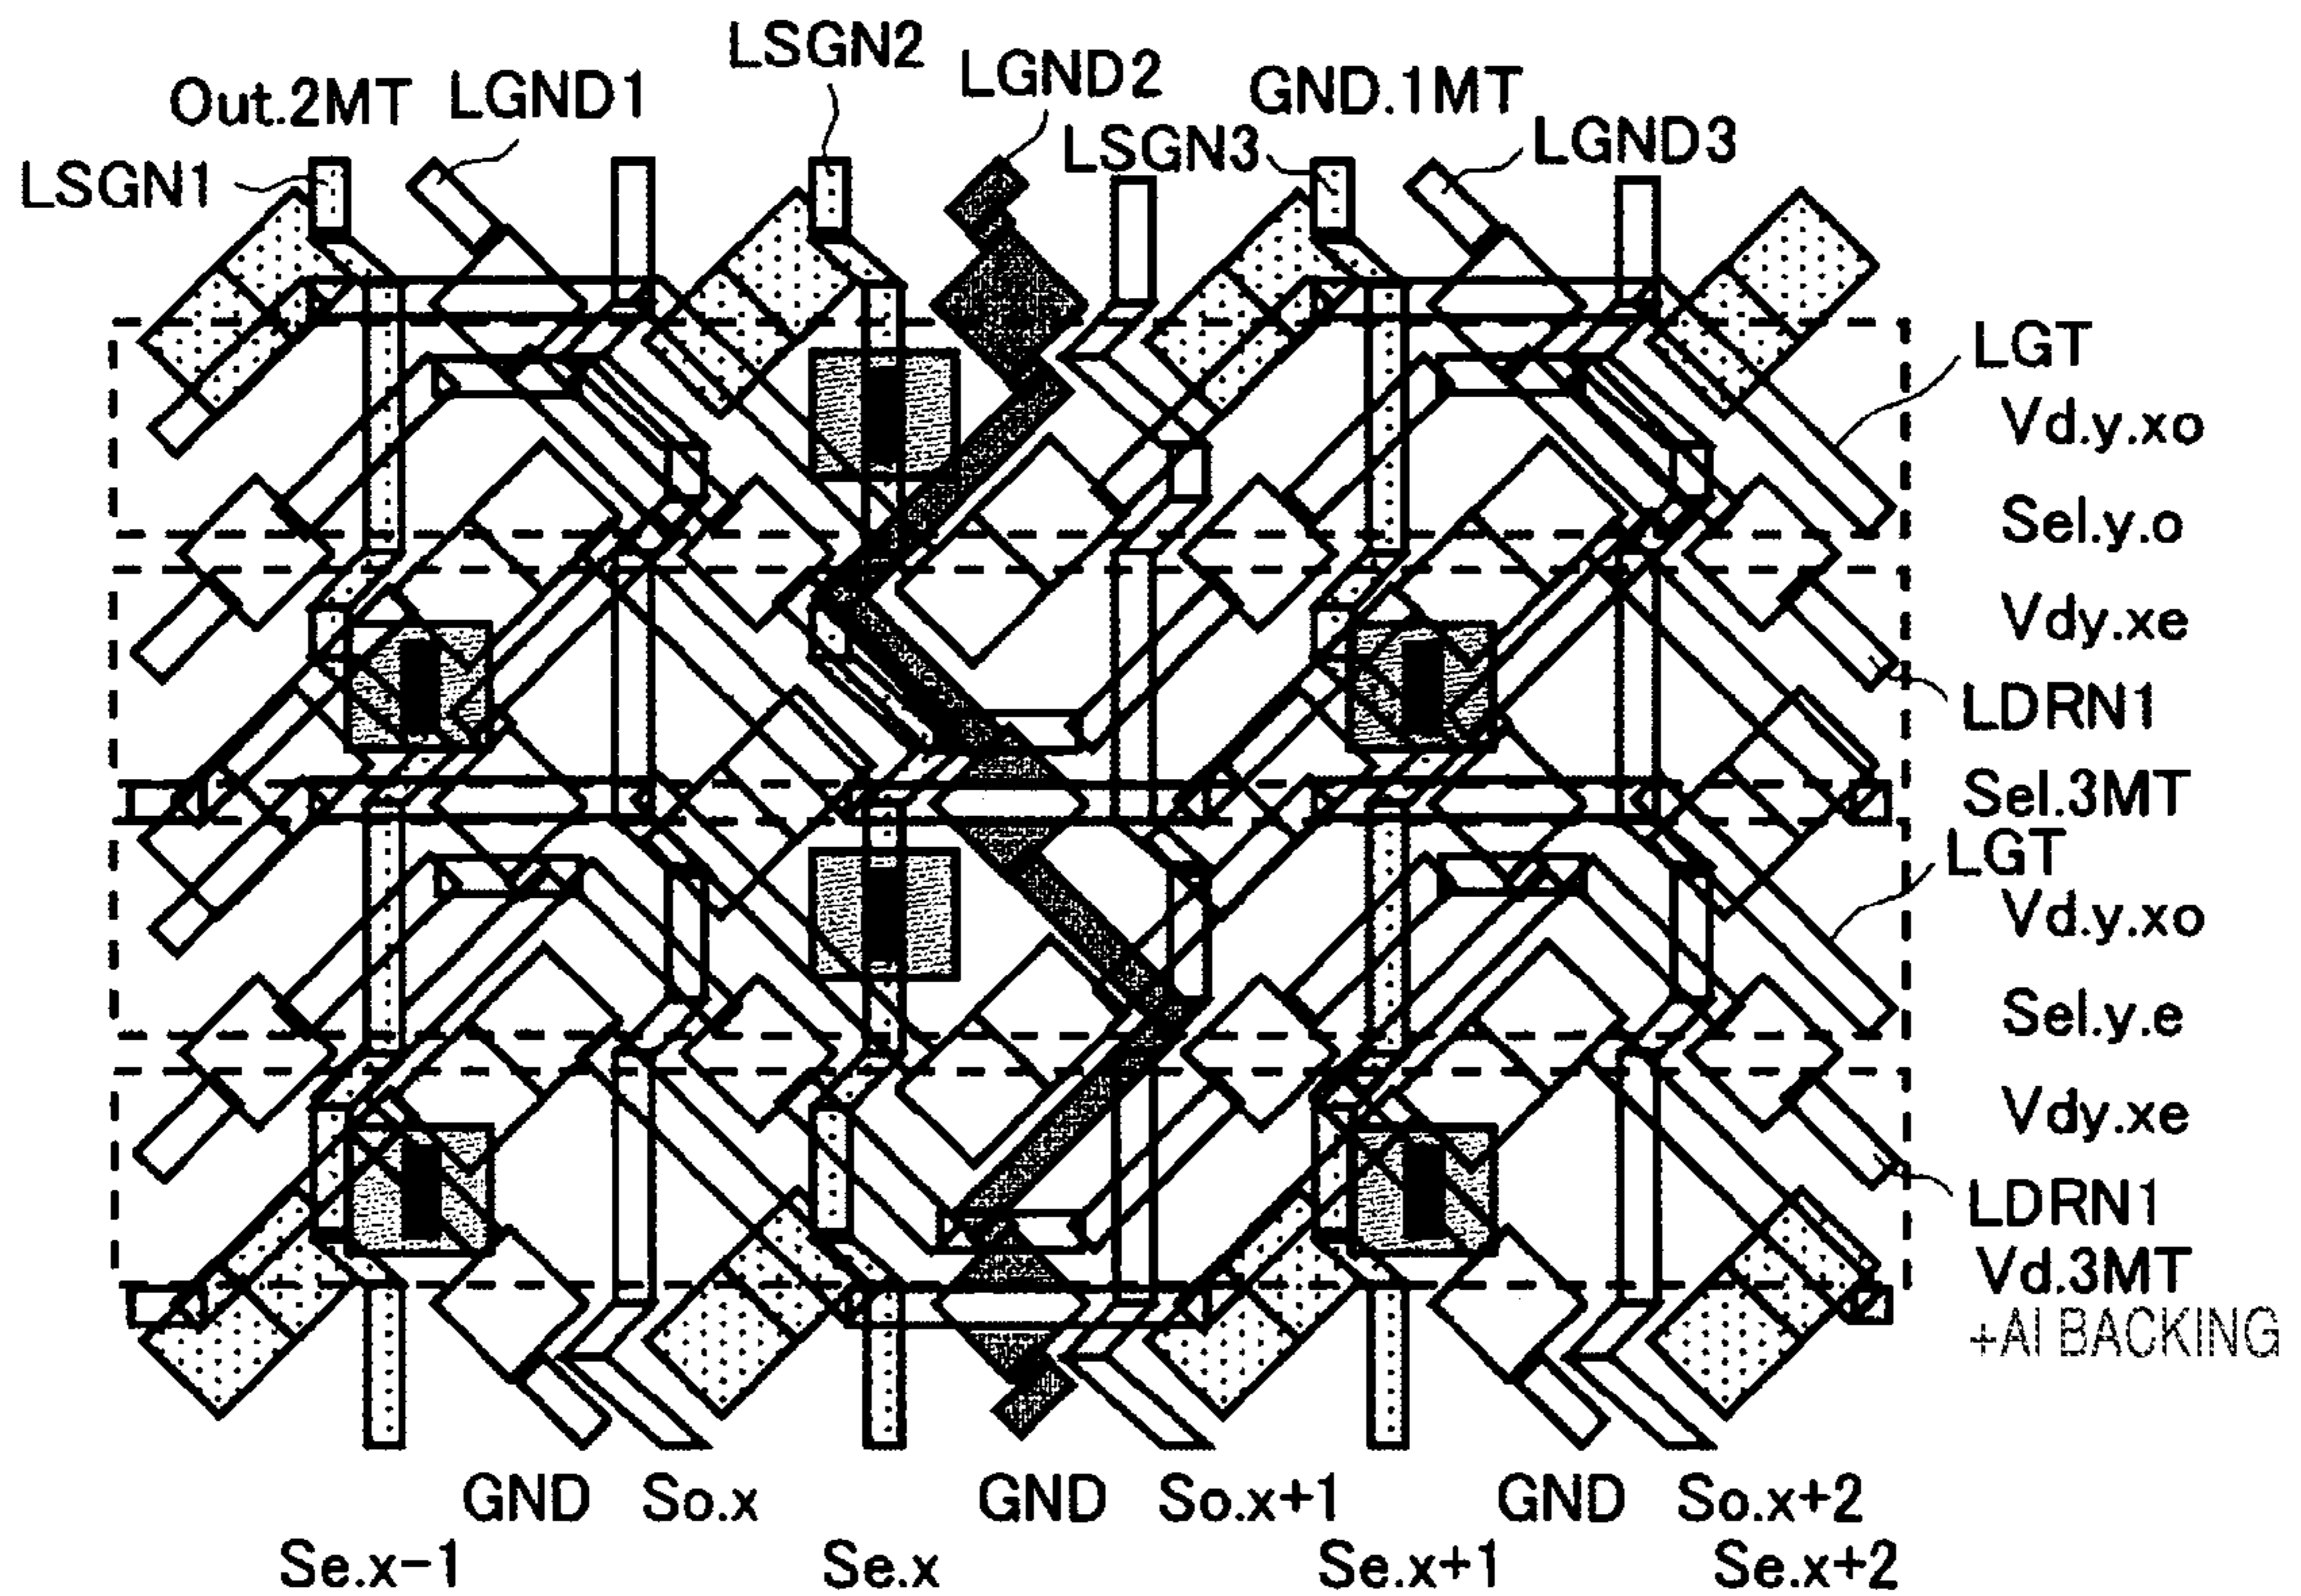 LSGN2
LGND2
Out.2MT
LGND1
GND.1MT
LSGN1
LSGN3
LGND3
LGT
Vd.y.xo
Sel.y.o
Vdy.xe
LDRN1
Sel.3MT
LGT
Vd.y.xo
Sel.y.e
Vdy.xe
LDRN1
Vd.3MT
+Al BACKING
GND So.x GND So.x+1 GND So.x+2
Se.x-1 Se.x Se.x+1 Se.x+2